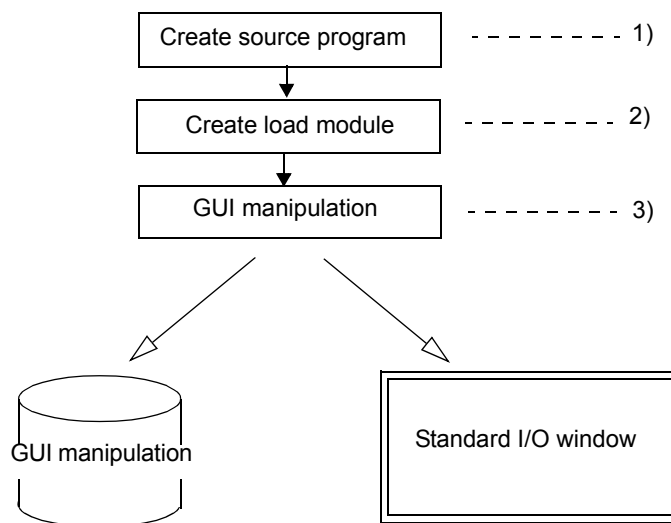 Create source program 1)
Create load module 2)
GUI manipulation 3)
GUI manipulation
Standard I/O window